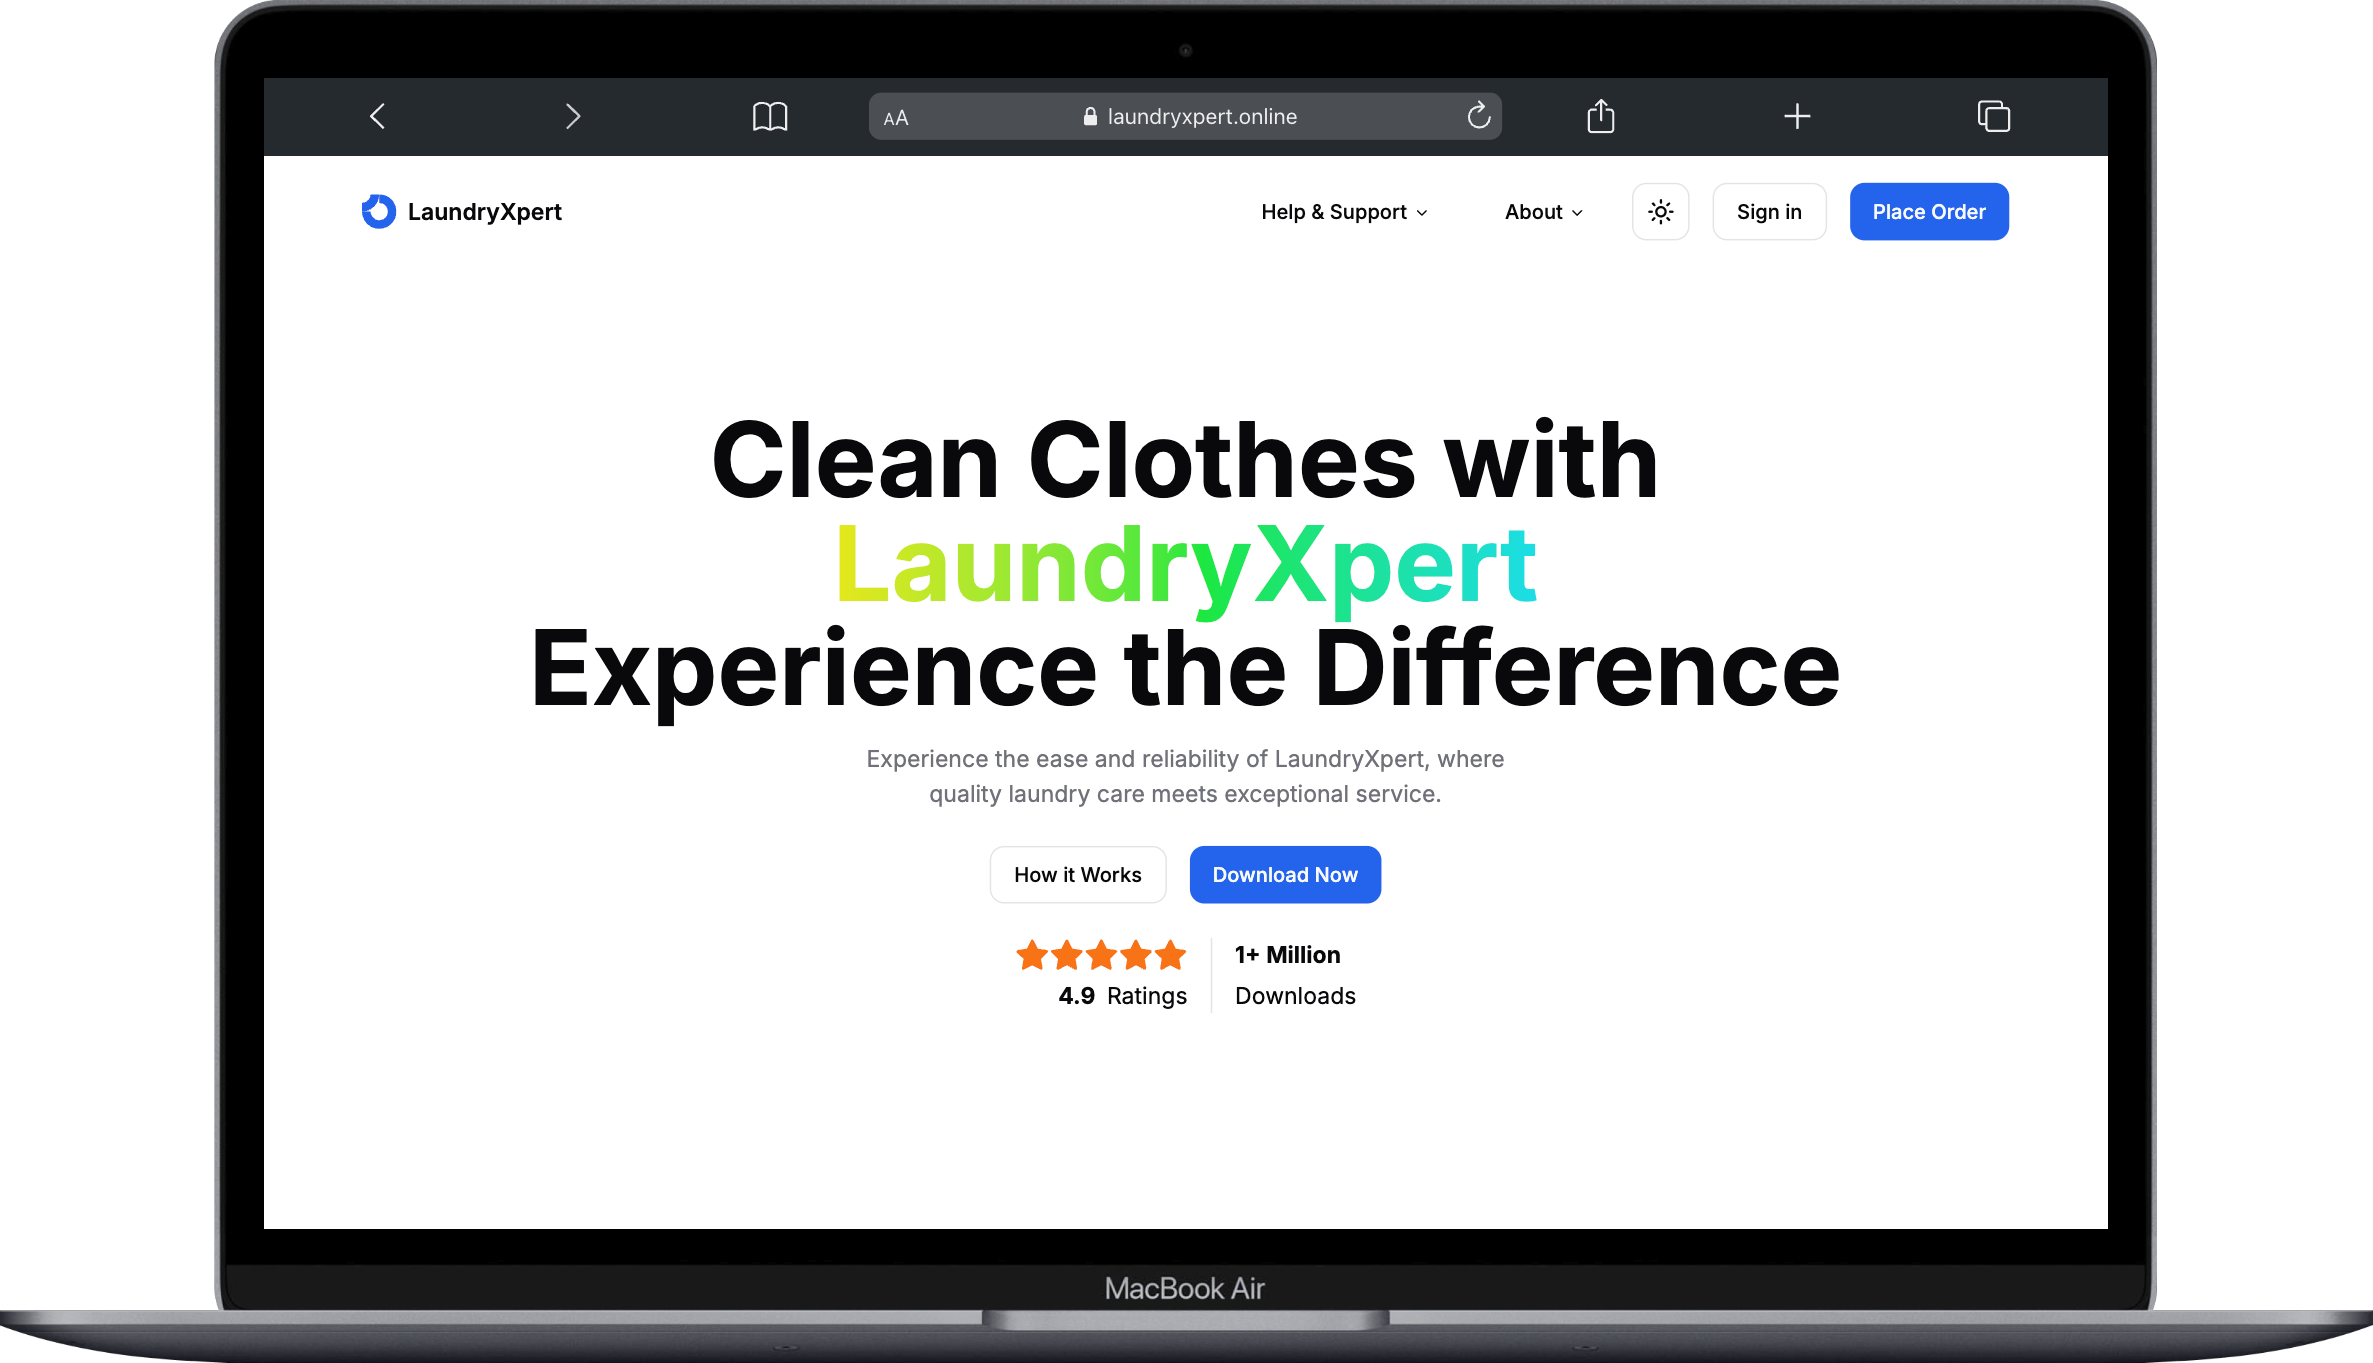 AA laundryxpert.online
LaundryXpert Help & Support About Sign in Place Order
Clean Clothes with
LaundryXpert
Experience the Difference
Experience the ease and reliability of LaundryXpert, where
quality laundry care meets exceptional service.
How it Works Download Now
1+ Million
4.9 Ratings Downloads
MacBook Air